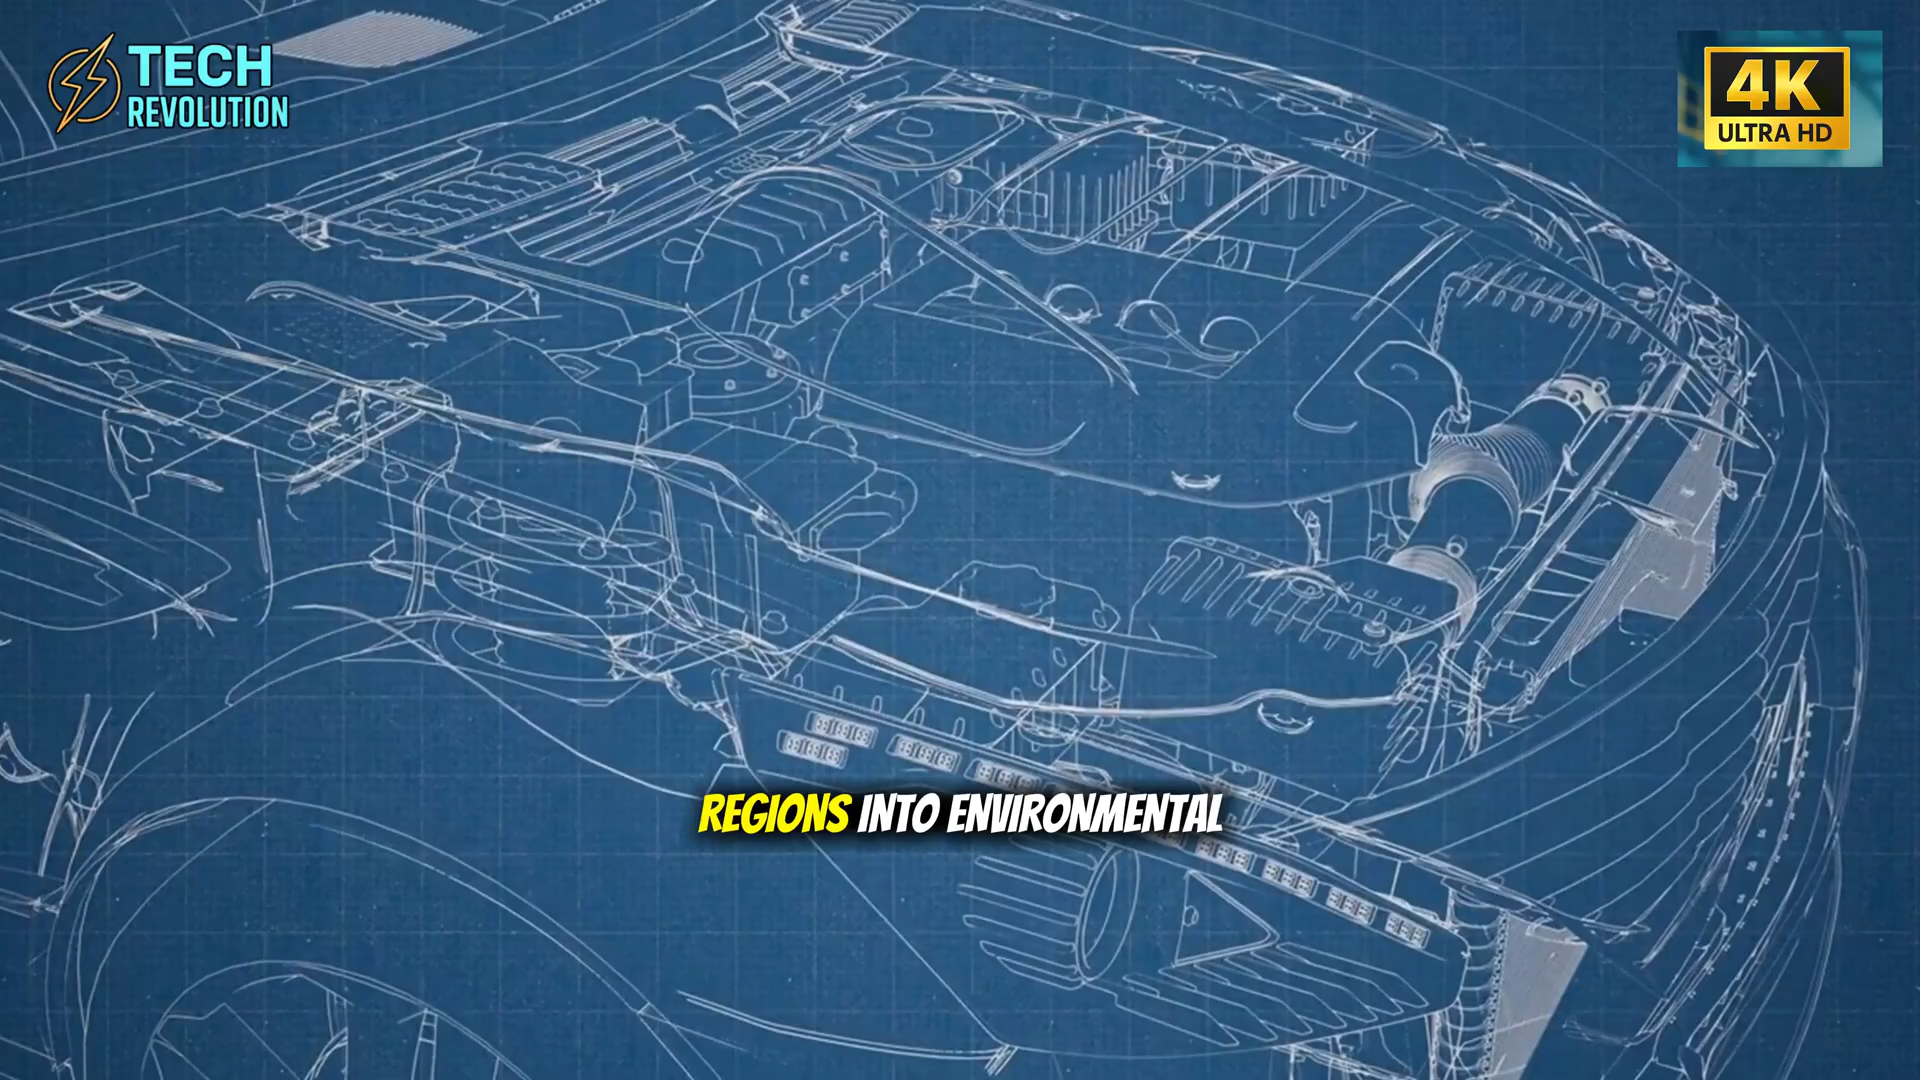 TECH
REVOLUTION
4K
ULTRA HD
REGIONS INTO ENVIRONMENTAL